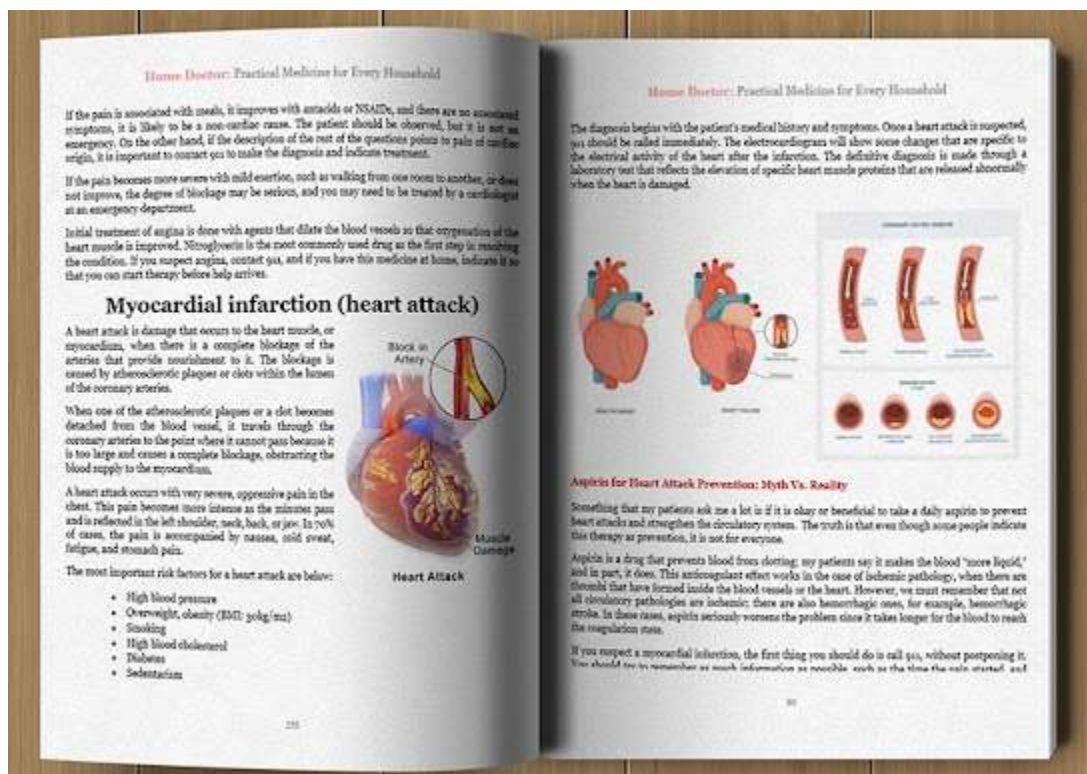 Home Doctor: Practical Medicine for Every Household
If the pain is associated with meals, it improves with antacids or NSAIDs, and there are no associated
symptoms, it is likely to be a non-cardiac cause. The patient should be observed, but it is not an
emergency. On the other hand, if the description of the rest of the questions points to pain of cardiac
origin, it is important to contact 911 to make the diagnosis and indicate treatment.
If the pain becomes more severe with mild exertion, such as walking from one room to another, or does
not improve, the degree of blockage may be serious, and you may need to be treated by a cardiologist
at an emergency department.
Initial treatment of angina is done with agents that dilate the blood vessels so that oxygenation of the
heart muscle is improved. Nitroglycerin is the most commonly used drug as the first step in resolving
the condition. If you suspect angina, contact 911, and if you have this medicine at home, indicate it so
that you can start therapy before help arrives.
Myocardial infarction (heart attack)
A heart attack is damage that occurs to the heart muscle, or
myocardium, when there is a complete blockage of the
arteries that provide nourishment to it. The blockage is
caused by atherosclerotic plaques or clots within the lumen
of the coronary arteries.
When one of the atherosclerotic plaques or a clot becomes
detached from the blood vessel, it travels through the
coronary arteries to the point where it cannot pass because it
is too large and causes a complete blockage, obstructing the
blood supply to the myocardium.
A heart attack occurs with very severe, oppressive pain in the
chest. This pain becomes more intense as the minutes pass
and is reflected in the left shoulder, neck, back, or jaw. In 70%
of cases, the pain is accompanied by nausea, cold sweat,
fatigue, and stomach pain.
The most important risk factors for a heart attack are below:
• High blood pressure
• Overweight, obesity (BMI: 30kg/m2)
• Smoking
• High blood cholesterol
• Diabetes
• Sedentarism
Block in
Artery
Muscle
Damage
Heart Attack
Home Doctor: Practical Medicine for Every Household
The diagnosis begins with the patient's medical history and symptoms. Once a heart attack is suspected,
911 should be called immediately. The electrocardiogram will show some changes that are specific to
the electrical activity of the heart after the infarction. The definitive diagnosis is made through a
laboratory test that reflects the elevation of specific heart muscle proteins that are released abnormally
when the heart is damaged.
Aspirin for Heart Attack Prevention: Myth Vs. Reality
Something that my patients ask me a lot is if it is okay or beneficial to take a daily aspirin to prevent
heart attacks and strengthen the circulatory system. The truth is that even though some people indicate
this therapy as prevention, it is not for everyone.
Aspirin is a drug that prevents blood from clotting; my patients say it makes the blood "more liquid,"
and in part, it does. This anticoagulant effect works in the case of ischemic pathology, when there are
thrombi that have formed inside the blood vessels or the heart. However, we must remember that not
all circulatory pathologies are ischemic; there are also hemorrhagic ones, for example, hemorrhagic
stroke. In these cases, aspirin seriously worsens the problem since it takes longer for the blood to reach
the coagulation state.
If you suspect a myocardial infarction, the first thing you should do is call 911, without postponing it.
You should try to remember as much information as possible, such as the time the pain started, and